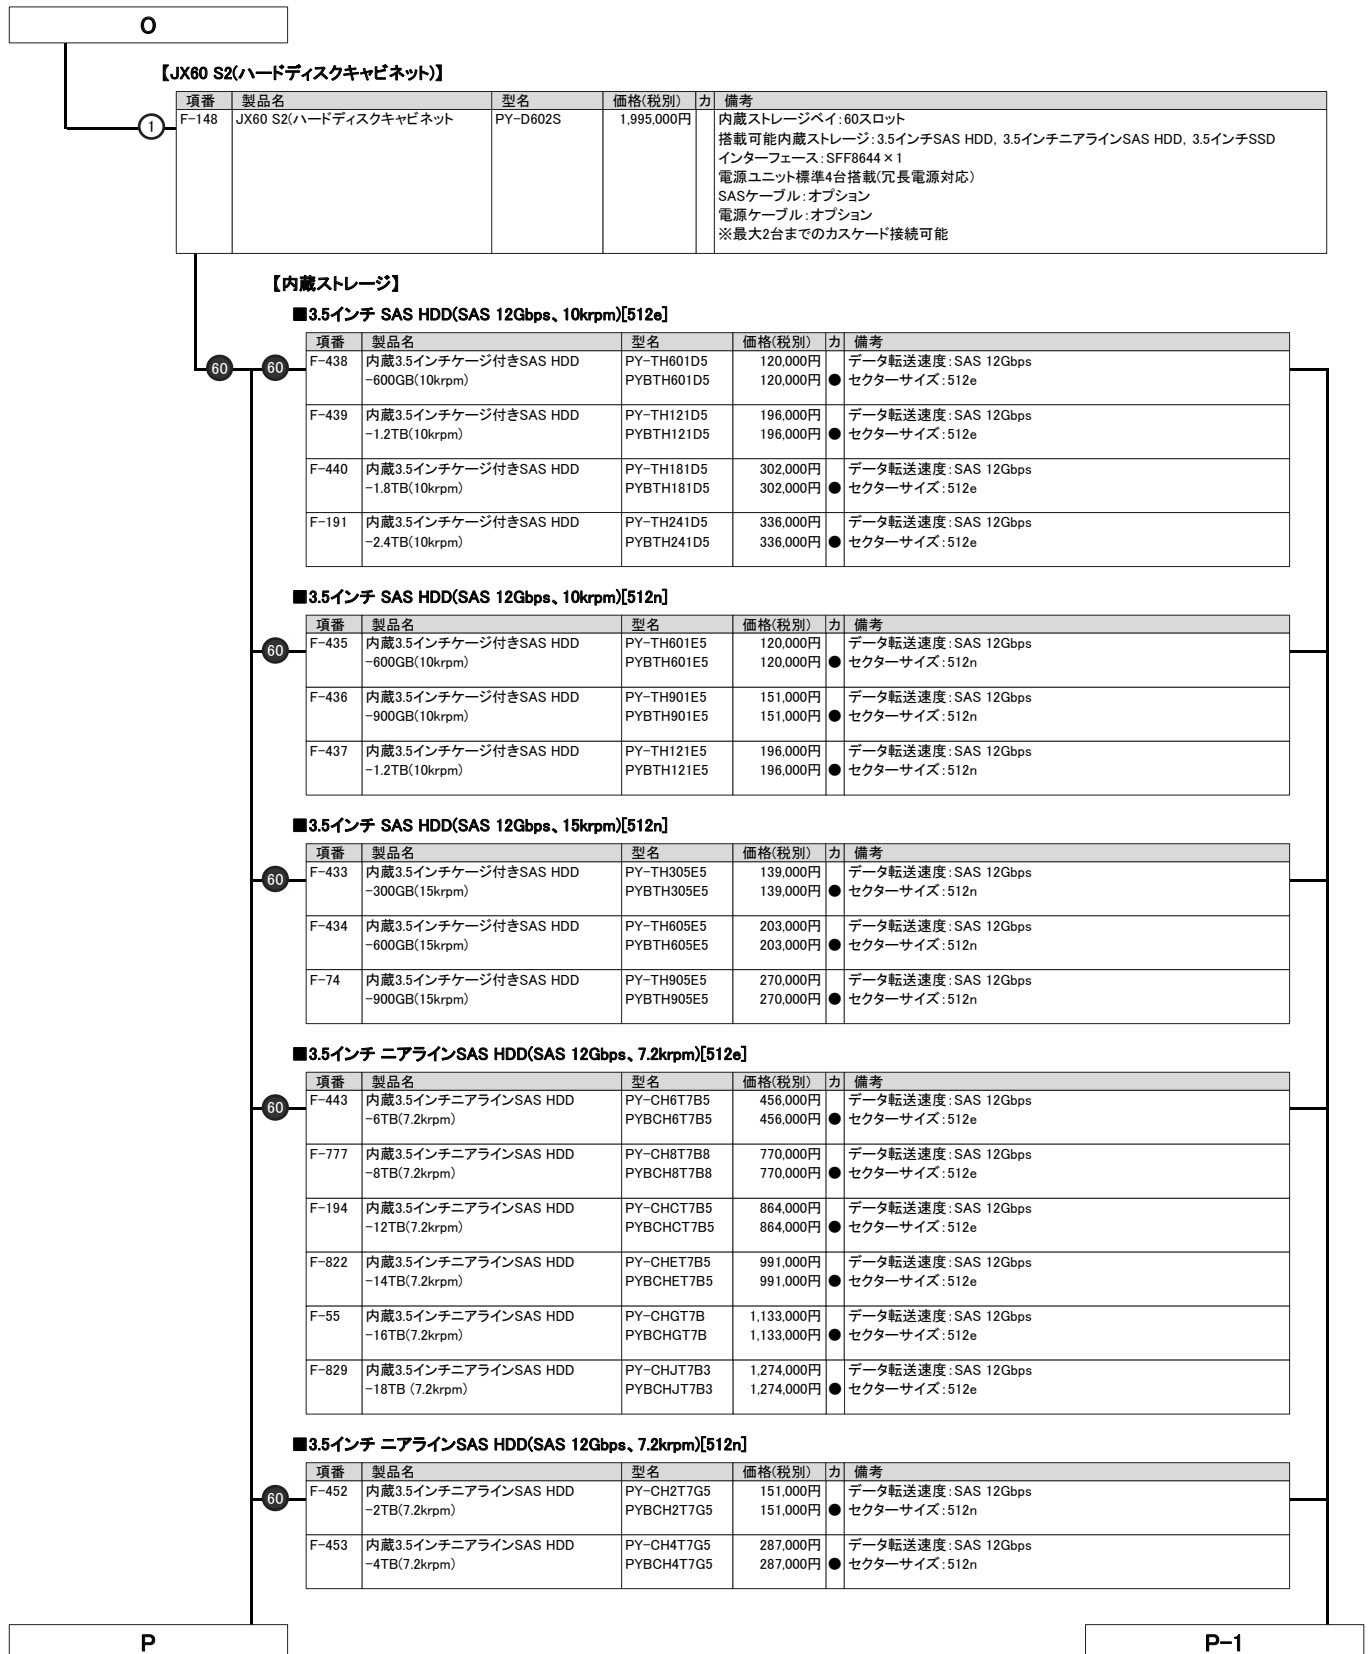 O
【JX60 S2(ハードディスクキャビネット)】
項番 製品名 型名 価格(税別) カ 備考
F-148 JX60 S2(ハードディスクキャビネット PY-D602S 1,995,000円 内蔵ストレージベイ:60スロット
搭載可能内蔵ストレージ:3.5インチSAS HDD, 3.5インチニアラインSAS HDD, 3.5インチSSD
1
インターフェース:SFF8644×1
電源ユニット標準4台搭載(冗長電源対応)
SASケーブル:オプション
電源ケーブル:オプション
※最大2台までのカスケード接続可能
【内蔵ストレージ】
■3.5インチ SAS HDD(SAS 12Gbps、10krpm)[512e]
項番 製品名 型名 価格(税別) カ 備考
60 60 F-438 内蔵3.5インチケージ付きSAS HDD PY-TH601D5 120,000円 データ転送速度:SAS 12Gbps
-600GB(10krpm) PYBTH601D5 120,000円 ● セクターサイズ:512e
F-439 内蔵3.5インチケージ付きSAS HDD PY-TH121D5 196,000円 データ転送速度:SAS 12Gbps
-1.2TB(10krpm) PYBTH121D5 196,000円 ● セクターサイズ:512e
F-440 内蔵3.5インチケージ付きSAS HDD PY-TH181D5 302,000円 データ転送速度:SAS 12Gbps
-1.8TB(10krpm) PYBTH181D5 302,000円 ● セクターサイズ:512e
F-191 内蔵3.5インチケージ付きSAS HDD PY-TH241D5 336,000円 データ転送速度:SAS 12Gbps
-2.4TB(10krpm) PYBTH241D5 336,000円 ● セクターサイズ:512e
■3.5インチ SAS HDD(SAS 12Gbps、10krpm)[512n]
項番 製品名 型名 価格(税別) カ 備考
60 F-435 内蔵3.5インチケージ付きSAS HDD PY-TH601E5 120,000円 データ転送速度:SAS 12Gbps
-600GB(10krpm) PYBTH601E5 120,000円 ● セクターサイズ:512n
F-436 内蔵3.5インチケージ付きSAS HDD PY-TH901E5 151,000円 データ転送速度:SAS 12Gbps
-900GB(10krpm) PYBTH901E5 151,000円 ● セクターサイズ:512n
F-437 内蔵3.5インチケージ付きSAS HDD PY-TH121E5 196,000円 データ転送速度:SAS 12Gbps
-1.2TB(10krpm) PYBTH121E5 196,000円 ● セクターサイズ:512n
■3.5インチ SAS HDD(SAS 12Gbps、15krpm)[512n]
項番 製品名 型名 価格(税別) カ 備考
60 F-433 内蔵3.5インチケージ付きSAS HDD PY-TH305E5 139,000円 データ転送速度:SAS 12Gbps
-300GB(15krpm) PYBTH305E5 139,000円 ● セクターサイズ:512n
F-434 内蔵3.5インチケージ付きSAS HDD PY-TH605E5 203,000円 データ転送速度:SAS 12Gbps
-600GB(15krpm) PYBTH605E5 203,000円 ● セクターサイズ:512n
F-74 内蔵3.5インチケージ付きSAS HDD PY-TH905E5 270,000円 データ転送速度:SAS 12Gbps
-900GB(15krpm) PYBTH905E5 270,000円 ● セクターサイズ:512n
■3.5インチ ニアラインSAS HDD(SAS 12Gbps、7.2krpm)[512e]
項番 製品名 型名 価格(税別) カ 備考
60 F-443 内蔵3.5インチニアラインSAS HDD PY-CH6T7B5 456,000円 データ転送速度:SAS 12Gbps
-6TB(7.2krpm) PYBCH6T7B5 456,000円 ● セクターサイズ:512e
F-777 内蔵3.5インチニアラインSAS HDD PY-CH8T7B8 770,000円 データ転送速度:SAS 12Gbps
-8TB(7.2krpm) PYBCH8T7B8 770,000円 ● セクターサイズ:512e
F-194 内蔵3.5インチニアラインSAS HDD PY-CHCT7B5 864,000円 データ転送速度:SAS 12Gbps
-12TB(7.2krpm) PYBCHCT7B5 864,000円 ● セクターサイズ:512e
F-822 内蔵3.5インチニアラインSAS HDD PY-CHET7B5 991,000円 データ転送速度:SAS 12Gbps
-14TB(7.2krpm) PYBCHET7B5 991,000円 ● セクターサイズ:512e
F-55 内蔵3.5インチニアラインSAS HDD PY-CHGT7B 1,133,000円 データ転送速度:SAS 12Gbps
-16TB(7.2krpm) PYBCHGT7B 1,133,000円 ● セクターサイズ:512e
F-829 内蔵3.5インチニアラインSAS HDD PY-CHJT7B3 1,274,000円 データ転送速度:SAS 12Gbps
-18TB (7.2krpm) PYBCHJT7B3 1,274,000円 ● セクターサイズ:512e
■3.5インチ ニアラインSAS HDD(SAS 12Gbps、7.2krpm)[512n]
項番 製品名 型名 価格(税別) カ 備考
60 F-452 内蔵3.5インチニアラインSAS HDD PY-CH2T7G5 151,000円 データ転送速度:SAS 12Gbps
-2TB(7.2krpm) PYBCH2T7G5 151,000円 ● セクターサイズ:512n
F-453 内蔵3.5インチニアラインSAS HDD PY-CH4T7G5 287,000円 データ転送速度:SAS 12Gbps
-4TB(7.2krpm) PYBCH4T7G5 287,000円 ● セクターサイズ:512n
P P-1